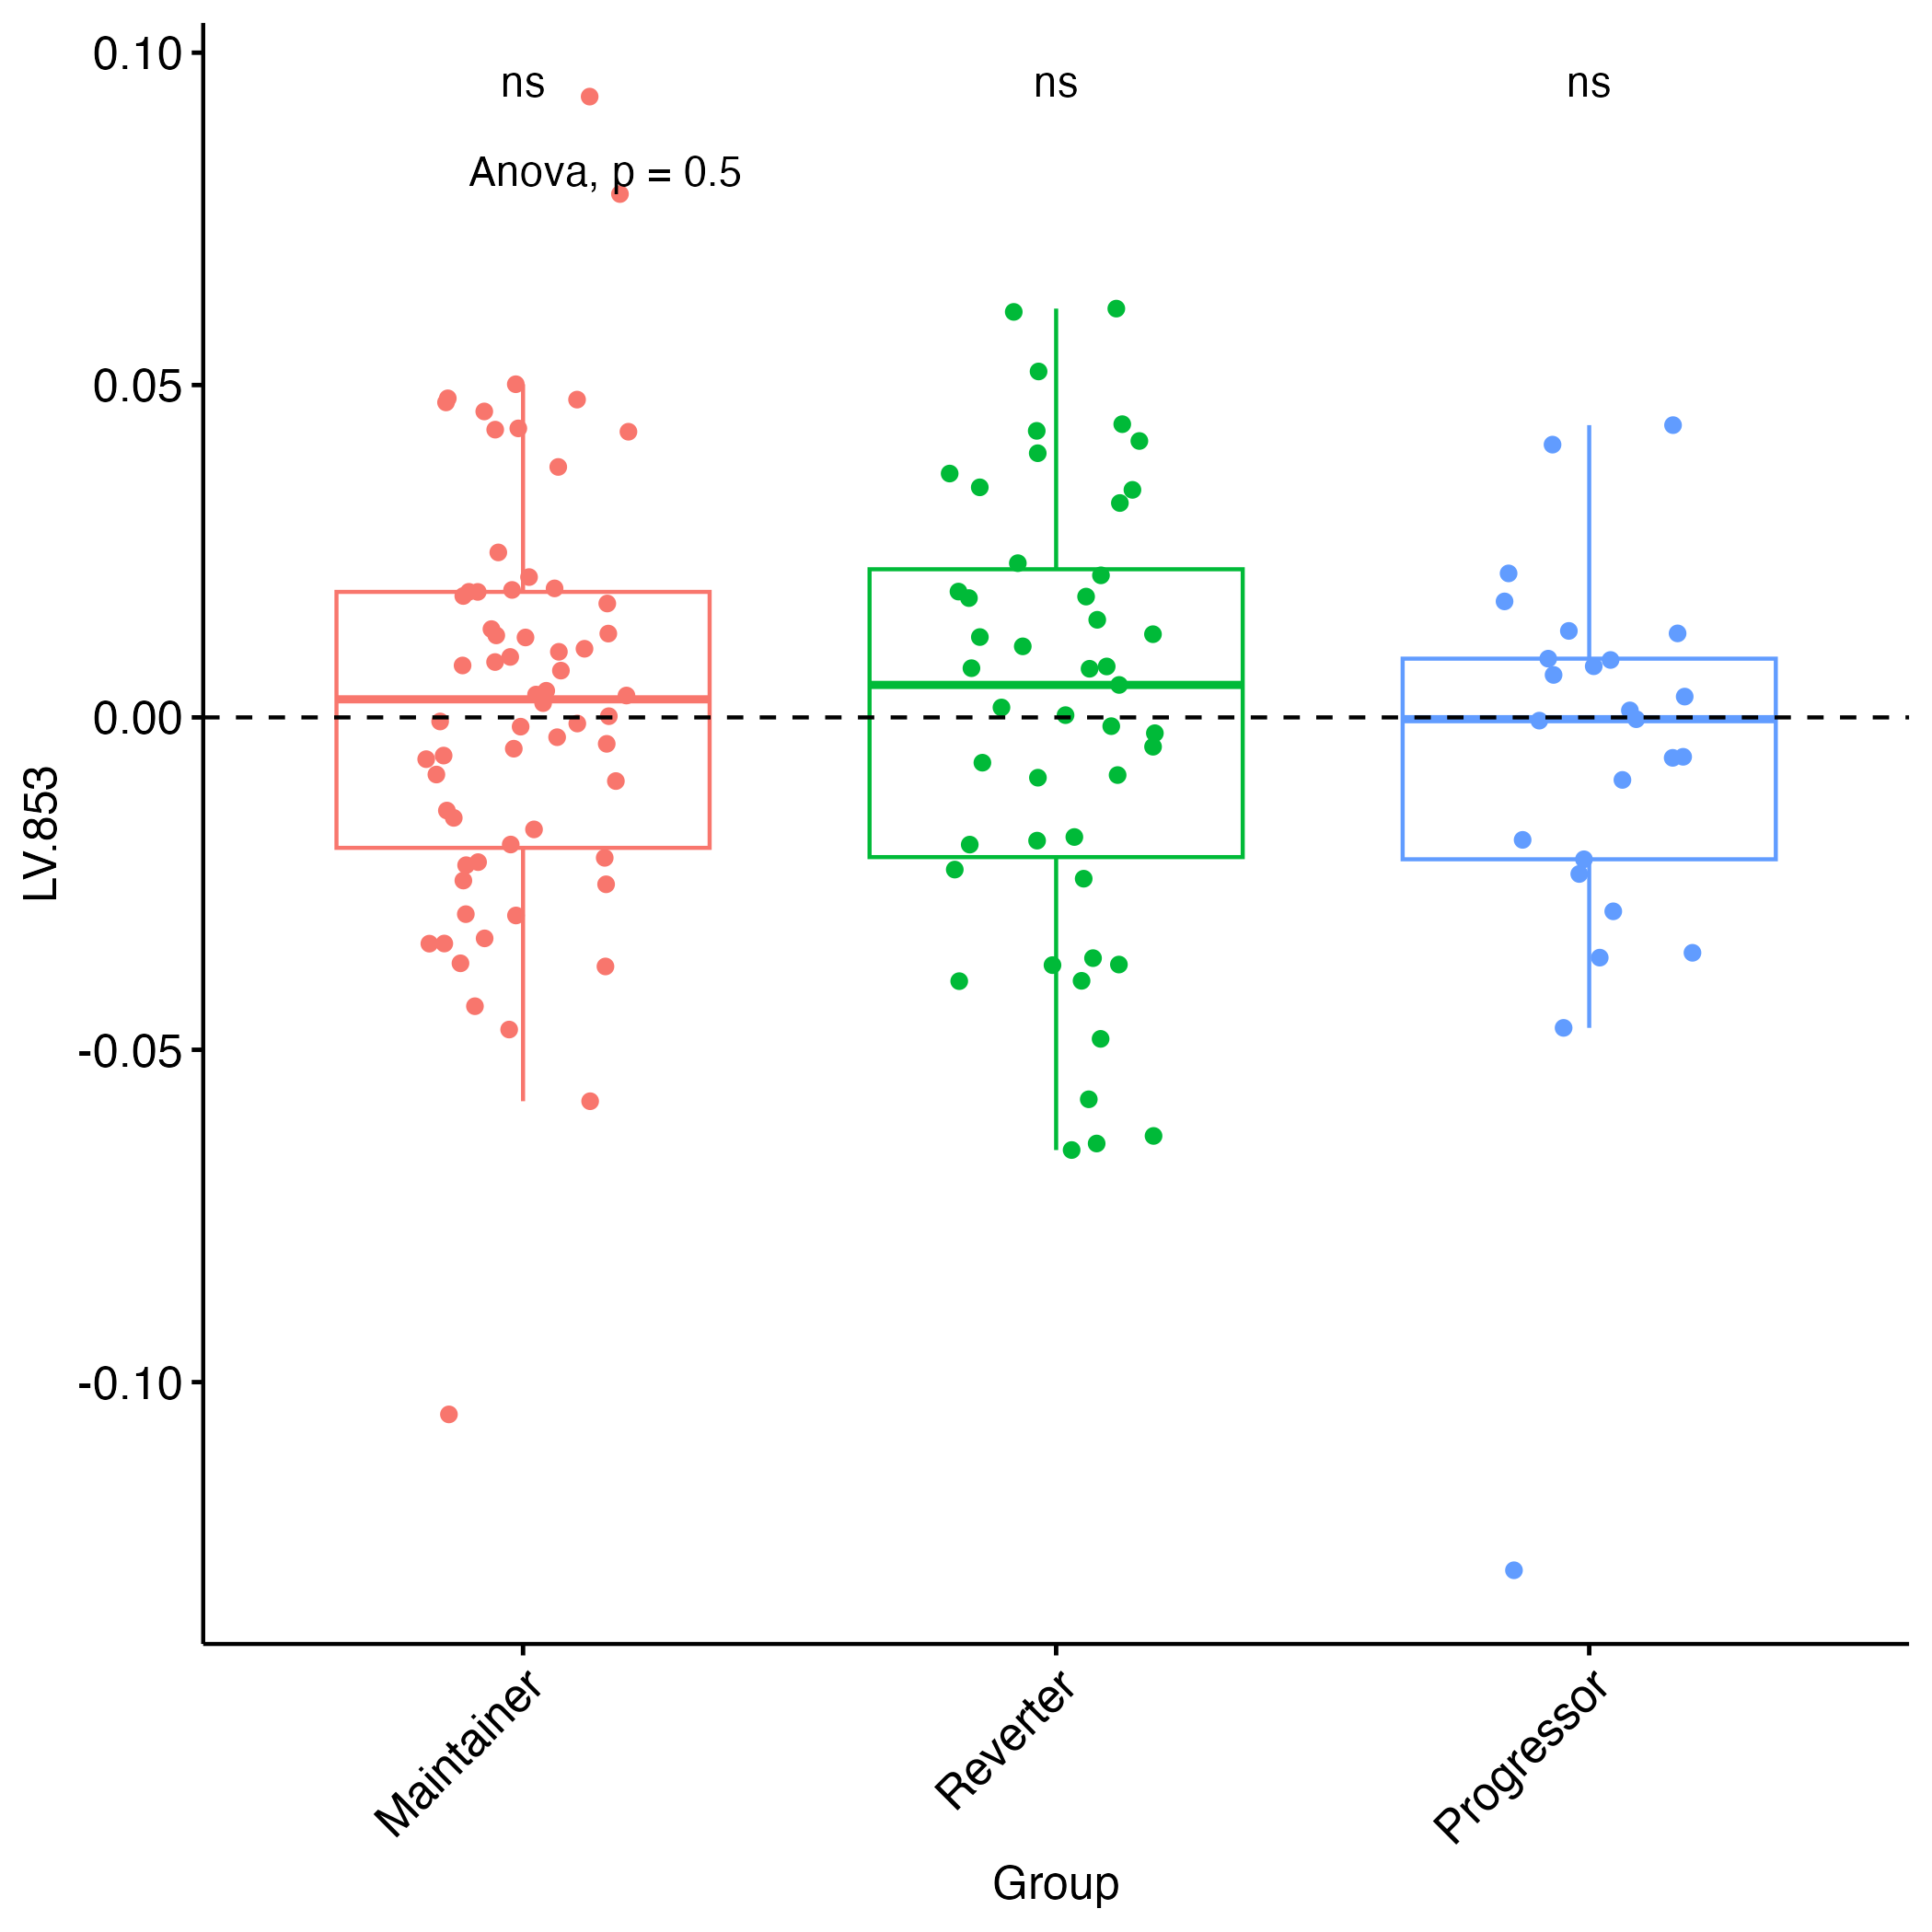 ns ns ns
Anova, p = 0.5
0.10
0.05
0.00
-0.05
-0.10
LV.853
Maintainer
Reverter
Progressor
Group